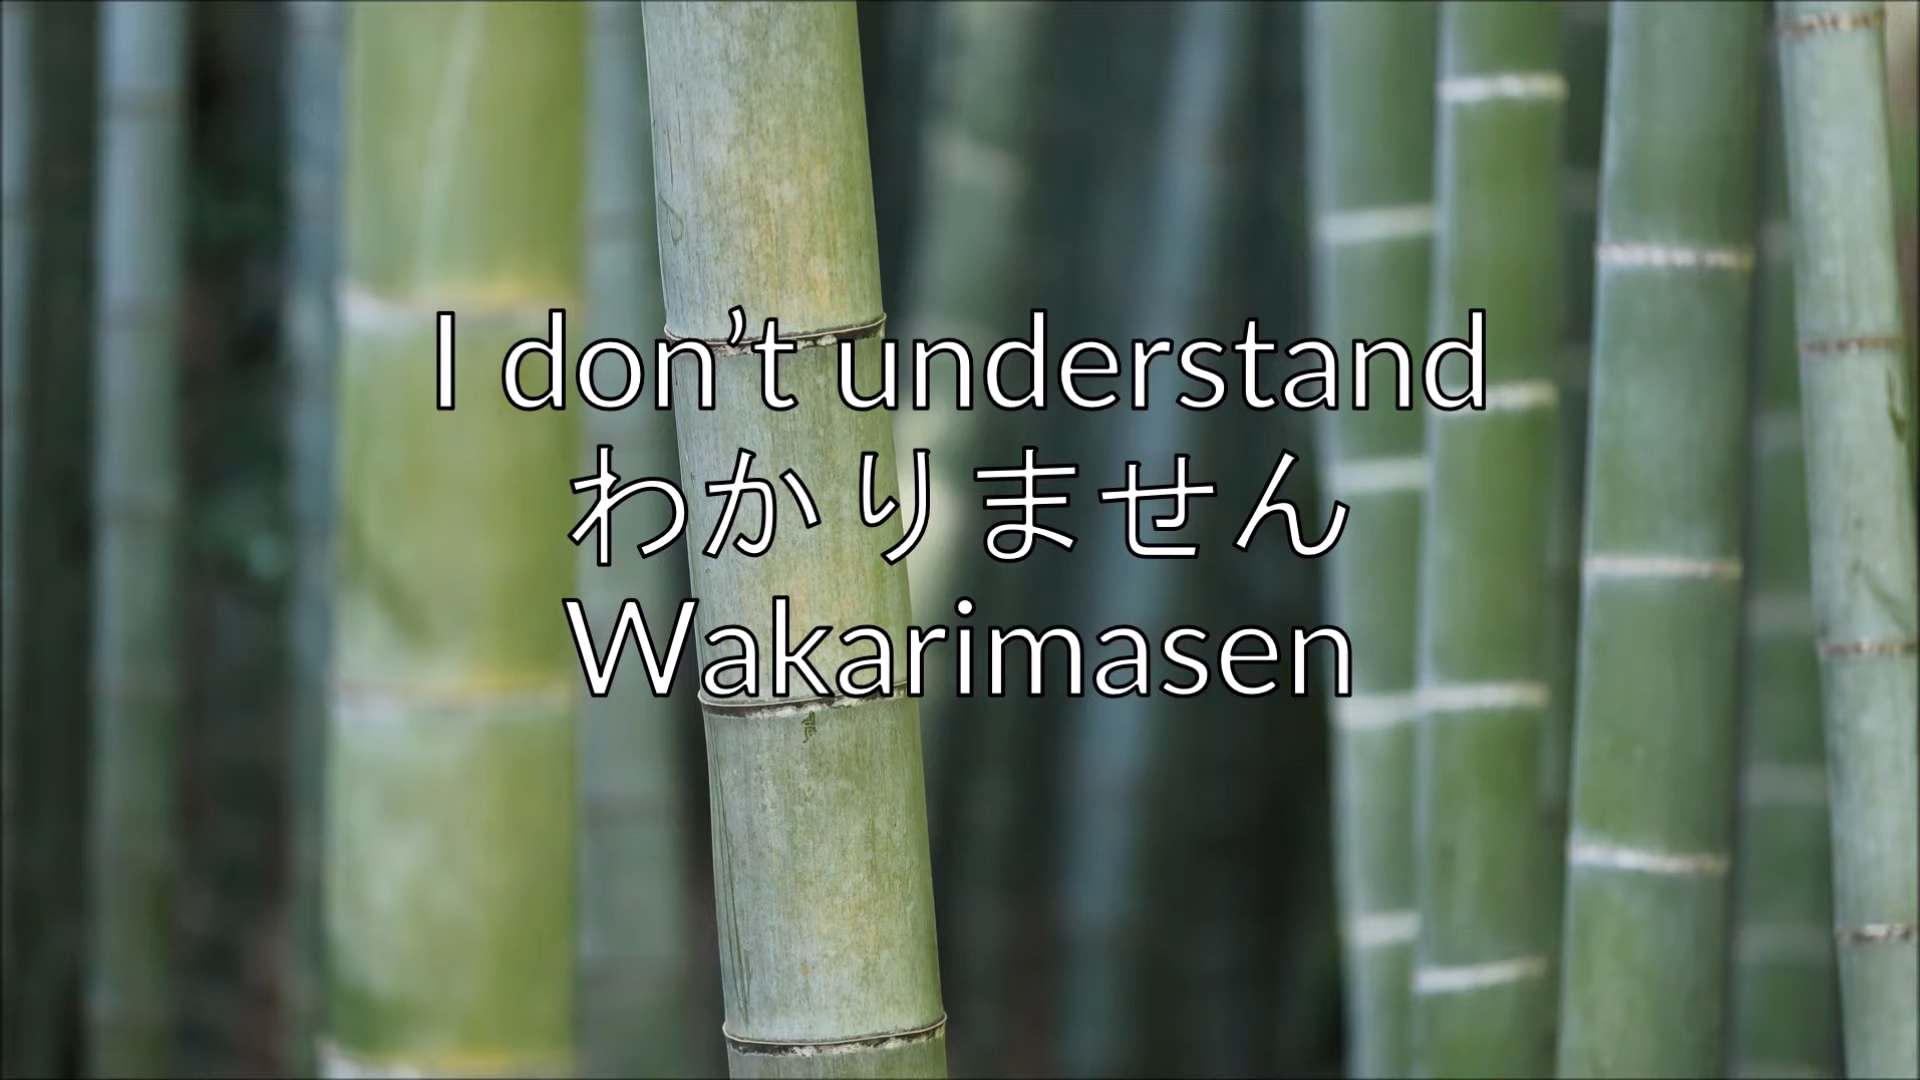 I don’t understand
わかりません
Wakarimasen